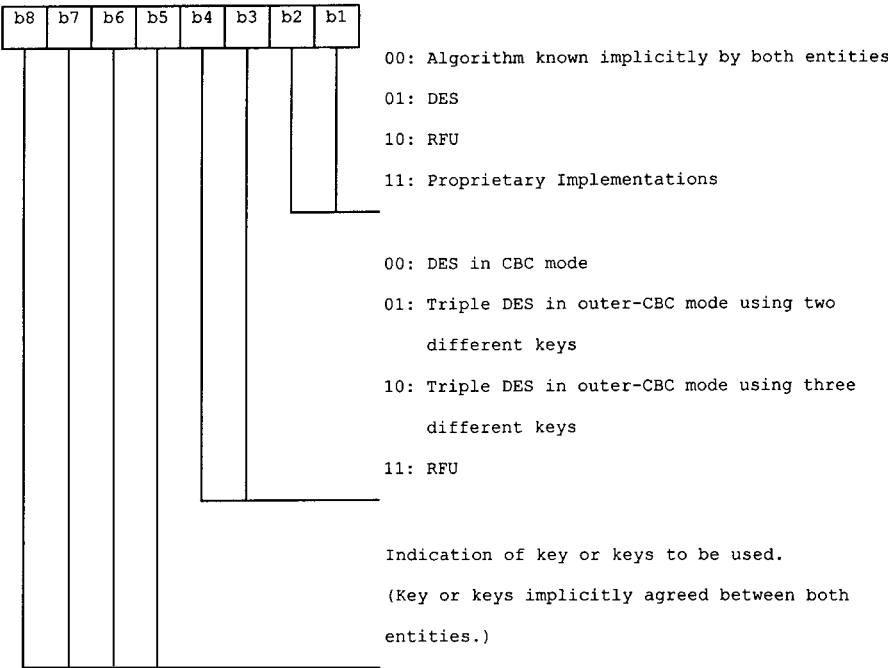 b8 b7 b6 b5 b4 b3 b2 b1
00: Algorithm known implicitly by both entities
01: DES
10: RFU
11: Proprietary Implementations
00: DES in CBC mode
01: Triple DES in outer-CBC mode using two
different keys
10: Triple DES in outer-CBC mode using three
different keys
11: RFU
Indication of key or keys to be used.
(Key or keys implicitly agreed between both
entities.)